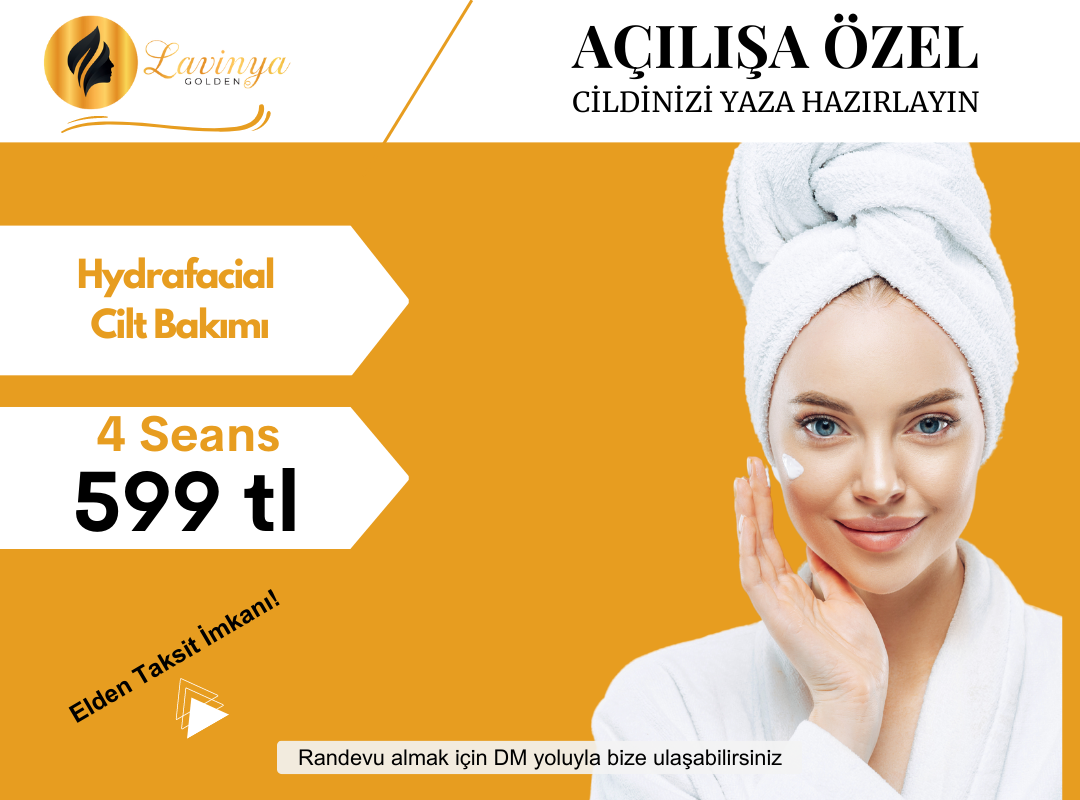 Lavinya
GOLDEN
AÇILIŞA ÖZEL
CİLDİNİZİ YAZA HAZIRLAYIN
Hydrafacial
Cilt Bakımı
4 Seans
599 tl
Elden Taksit İmkanı!
Randevu almak için DM yoluyla bize ulaşabilirsiniz